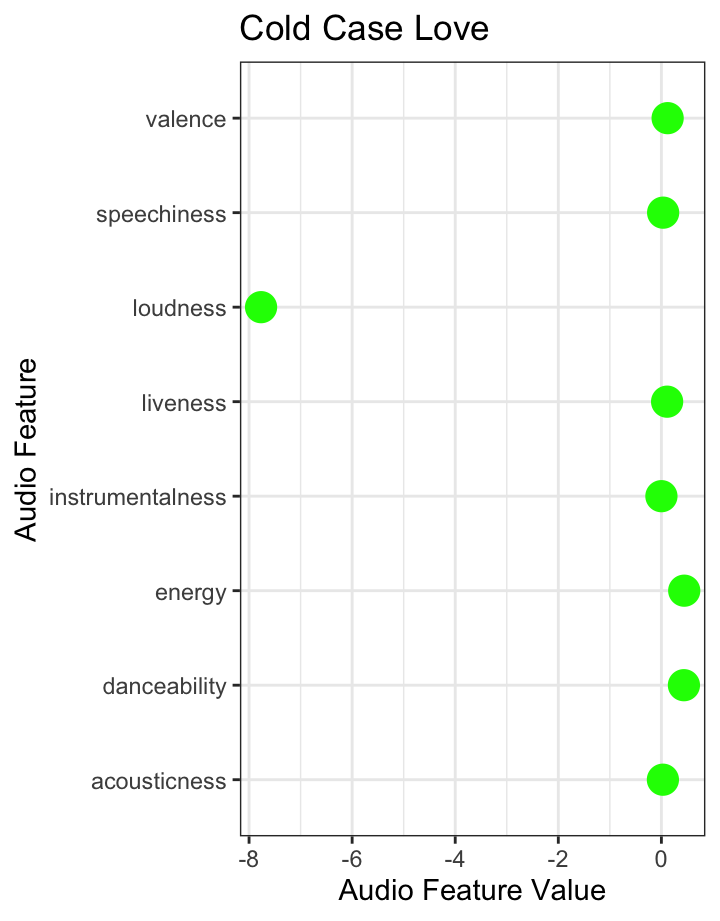 Cold Case Love
valence
speechiness
loudness
liveness
instrumentalness
energy
danceability
acousticness
Audio Feature
-8 -6 -4 -2 0
Audio Feature Value